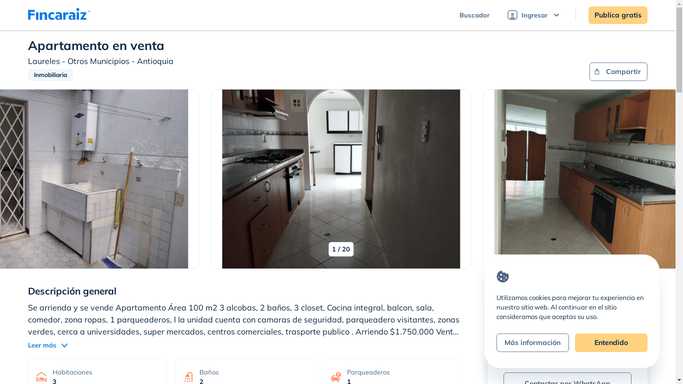 Fincaraíz
Buscador
Ingresar
Publica gratis
Apartamento en venta
Laureles - Otros Municipios - Antioquia
Inmobiliaria
Compartir
1 / 20
Descripción general
Se arrienda y se vende Apartamento Área 100 m2 3 alcobas, 2 baños, 3 closet, Cocina integral, balcon, sala,
comedor, zona ropas, 1 parqueaderos, l la unidad cuenta con camaras de seguridad, parqueadero visitantes, zonas
verdes, cerca a universidades, super mercados, centros comerciales, trasporte publico . Arriendo $1.750.000 Vent...
Leer más
Habitaciones
3
Baños
2
Parqueaderos
1
Utilizamos cookies para mejorar tu experiencia en
nuestro sitio web. Al continuar en el sitio
consideramos que aceptas su uso.
Más información
Entendido
Contactar por WhatsApp